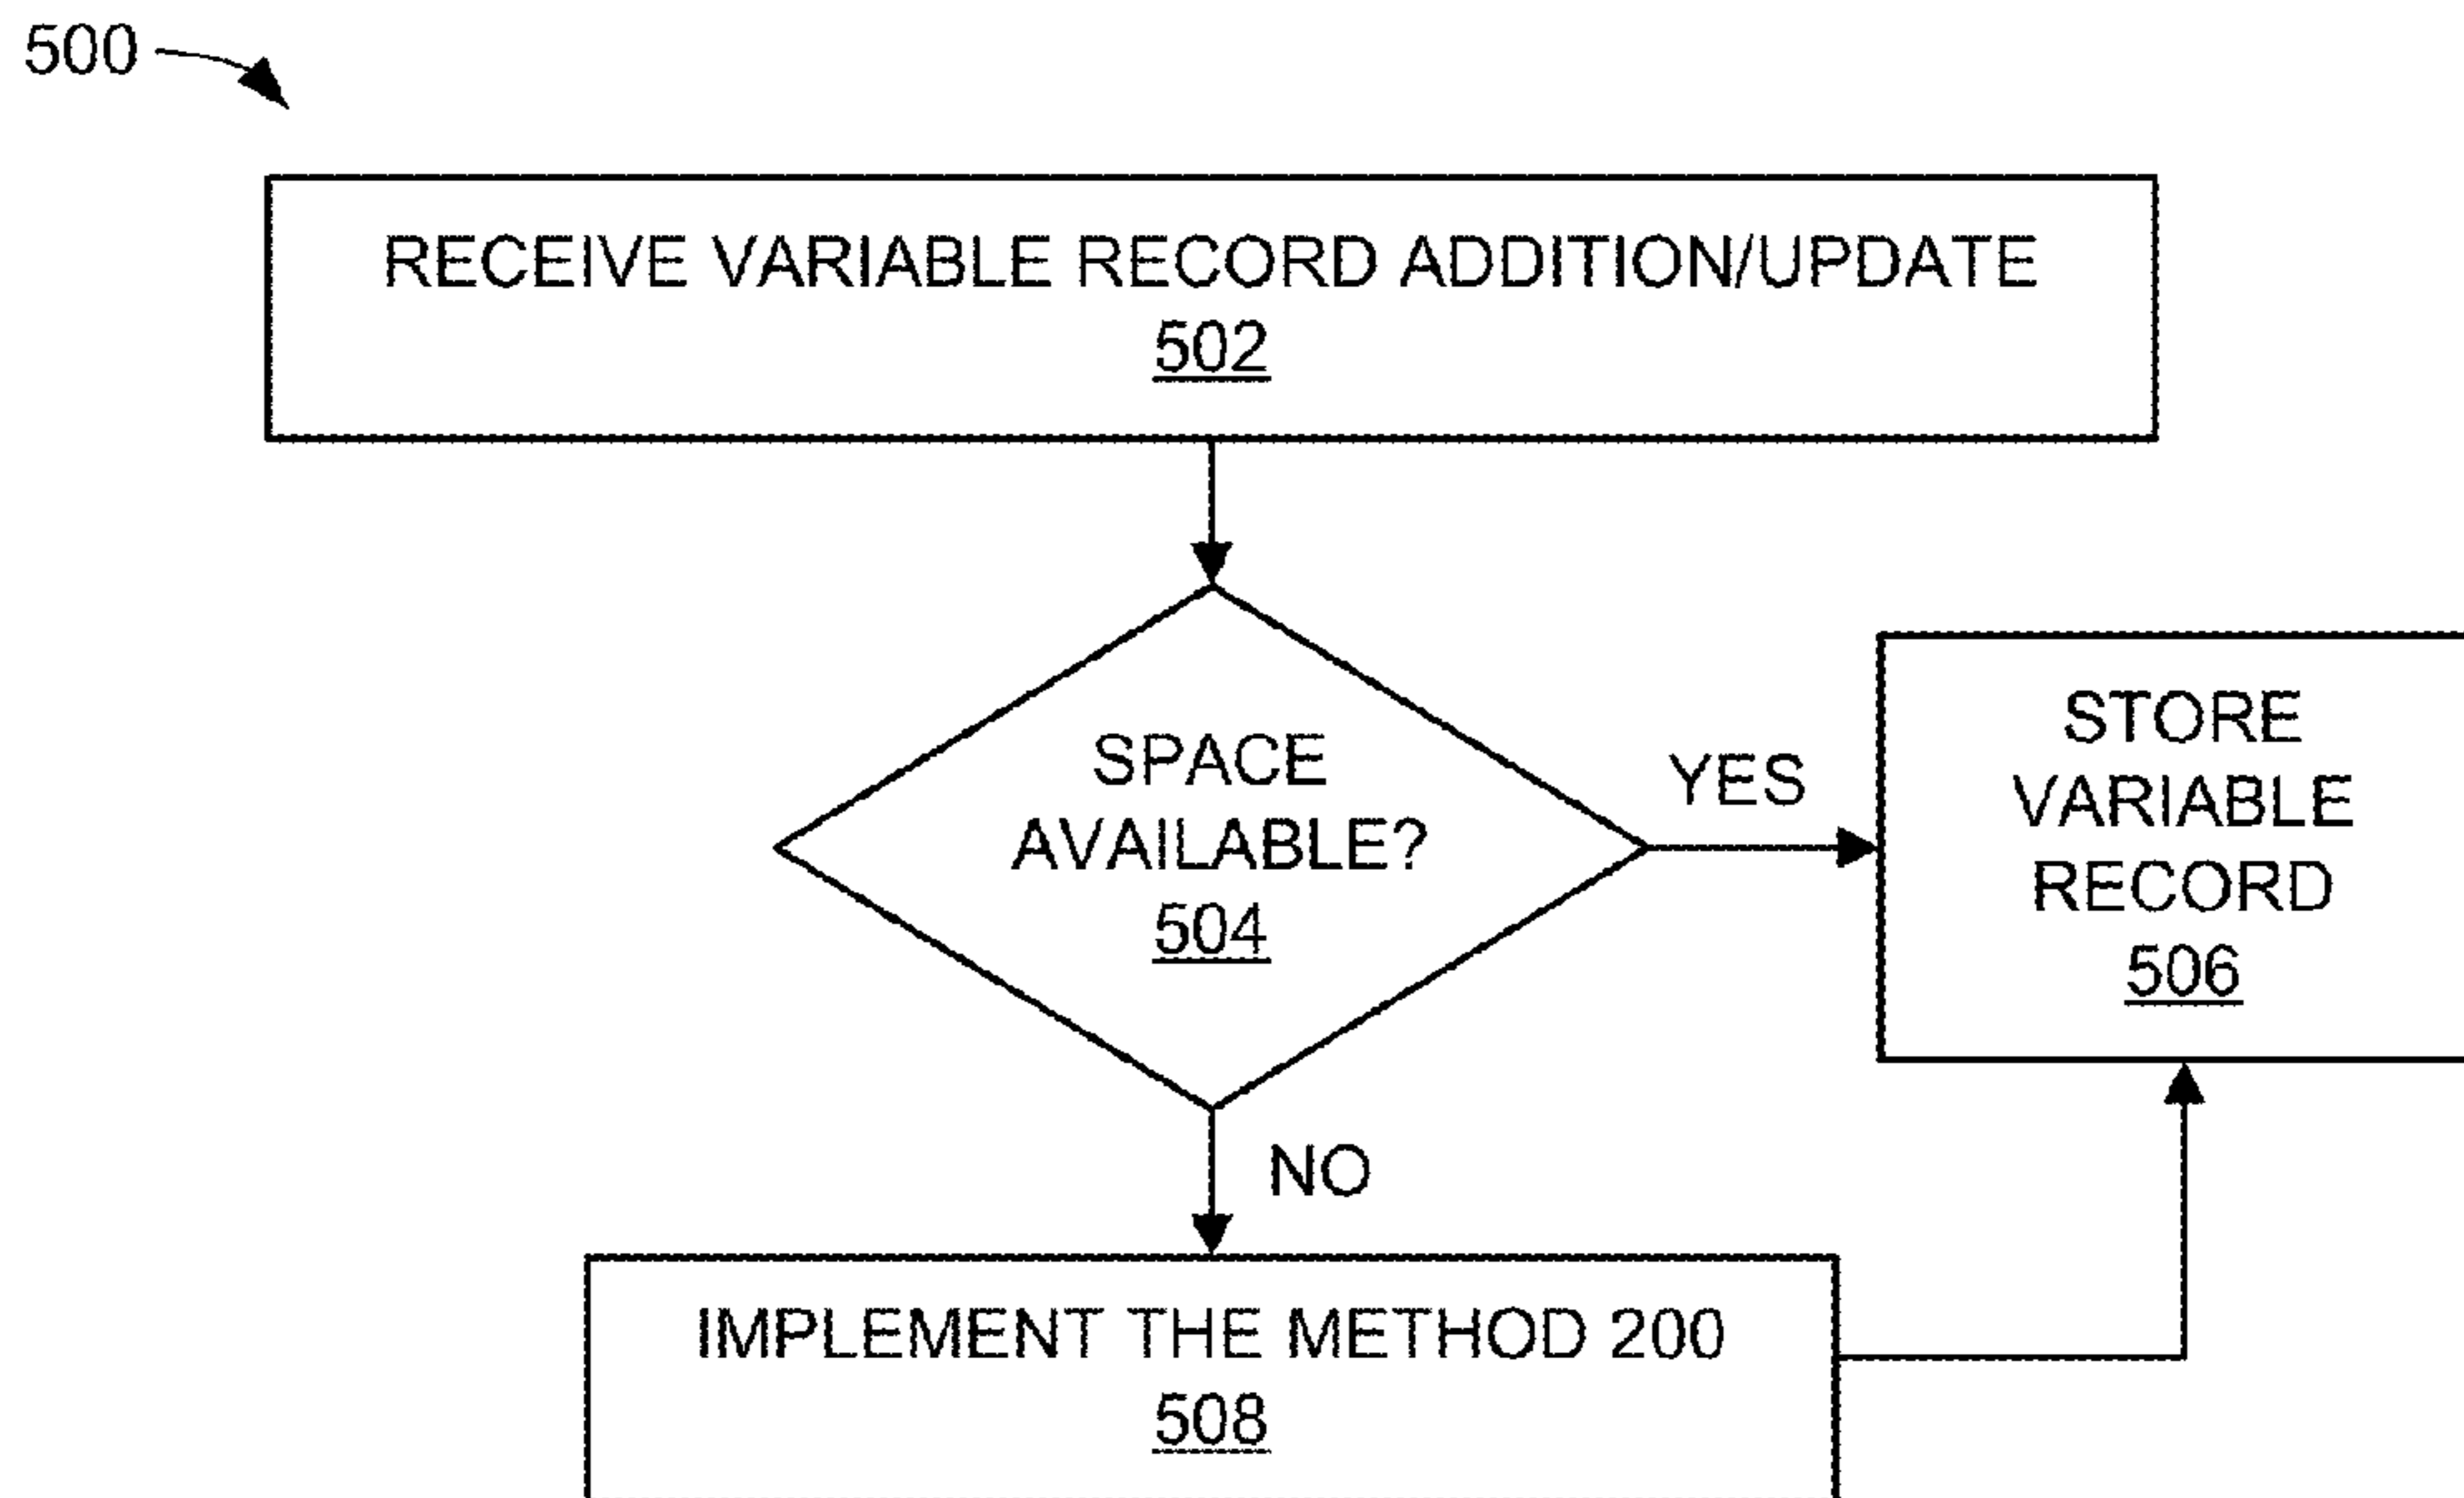 500
RECEIVE VARIABLE RECORD ADDITION/UPDATE
502
SPACE
AVAILABLE?
504
YES
STORE
VARIABLE
RECORD
506
NO
IMPLEMENT THE METHOD 200
508